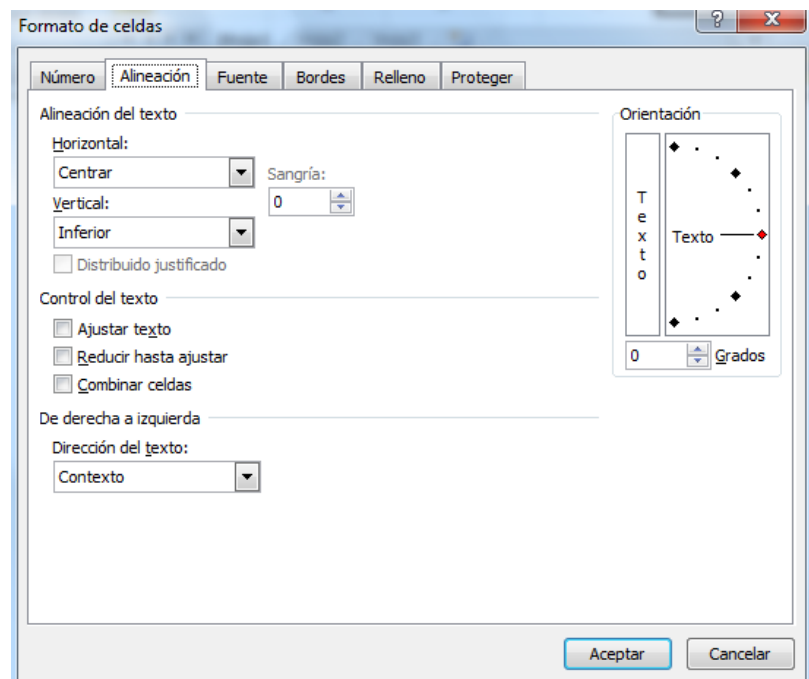 Formato de celdas
?
Número Alineación Fuente Bordes Relleno Proteger
Alineación del texto
Horizontal:
Centrar
Sangría:
0
Vertical:
Inferior
Distribuido justificado
Control del texto
Ajustar texto
Reducir hasta ajustar
Combinar celdas
De derecha a izquierda
Dirección del texto:
Contexto
Orientación
Texto
Texto
0 Grados
Aceptar Cancelar